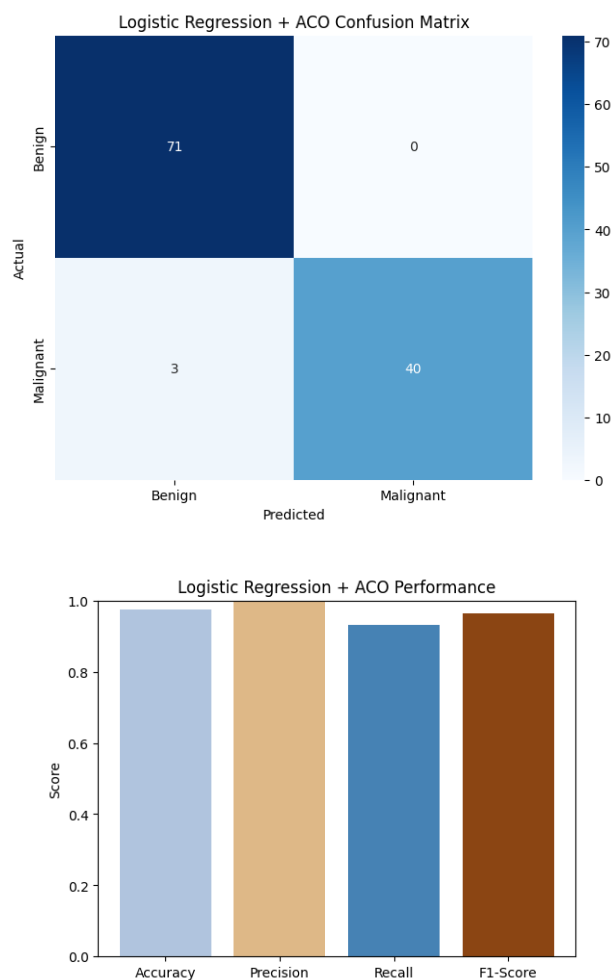 Logistic Regression + ACO Confusion Matrix
70
60
50
40
30
20
10
0
Actual
Benign
Malignant
71
0
3
40
Benign
Malignant
Predicted
Logistic Regression + ACO Performance
Score
1.0
0.8
0.6
0.4
0.2
0.0
Accuracy
Precision
Recall
F1-Score